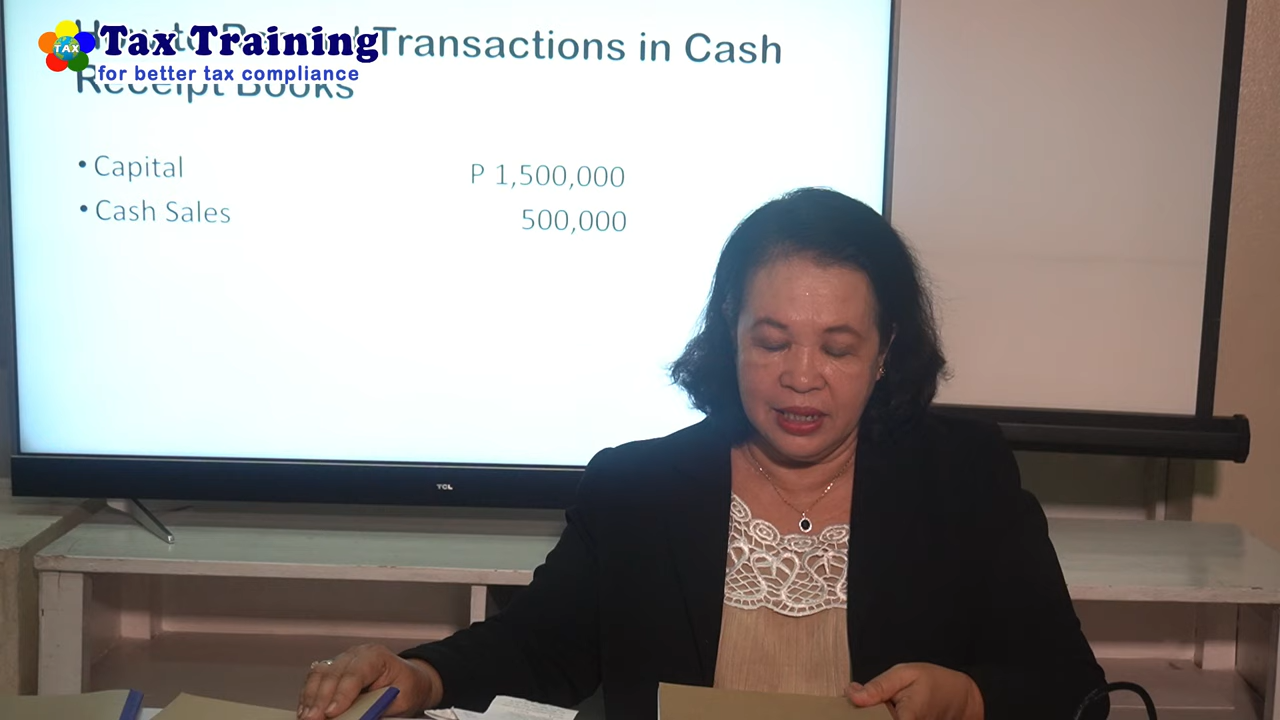 TAX
Tax Training
for better tax compliance
Transactions in Cash
Receipt Books
• Capital P 1,500,000
• Cash Sales 500,000
TCL